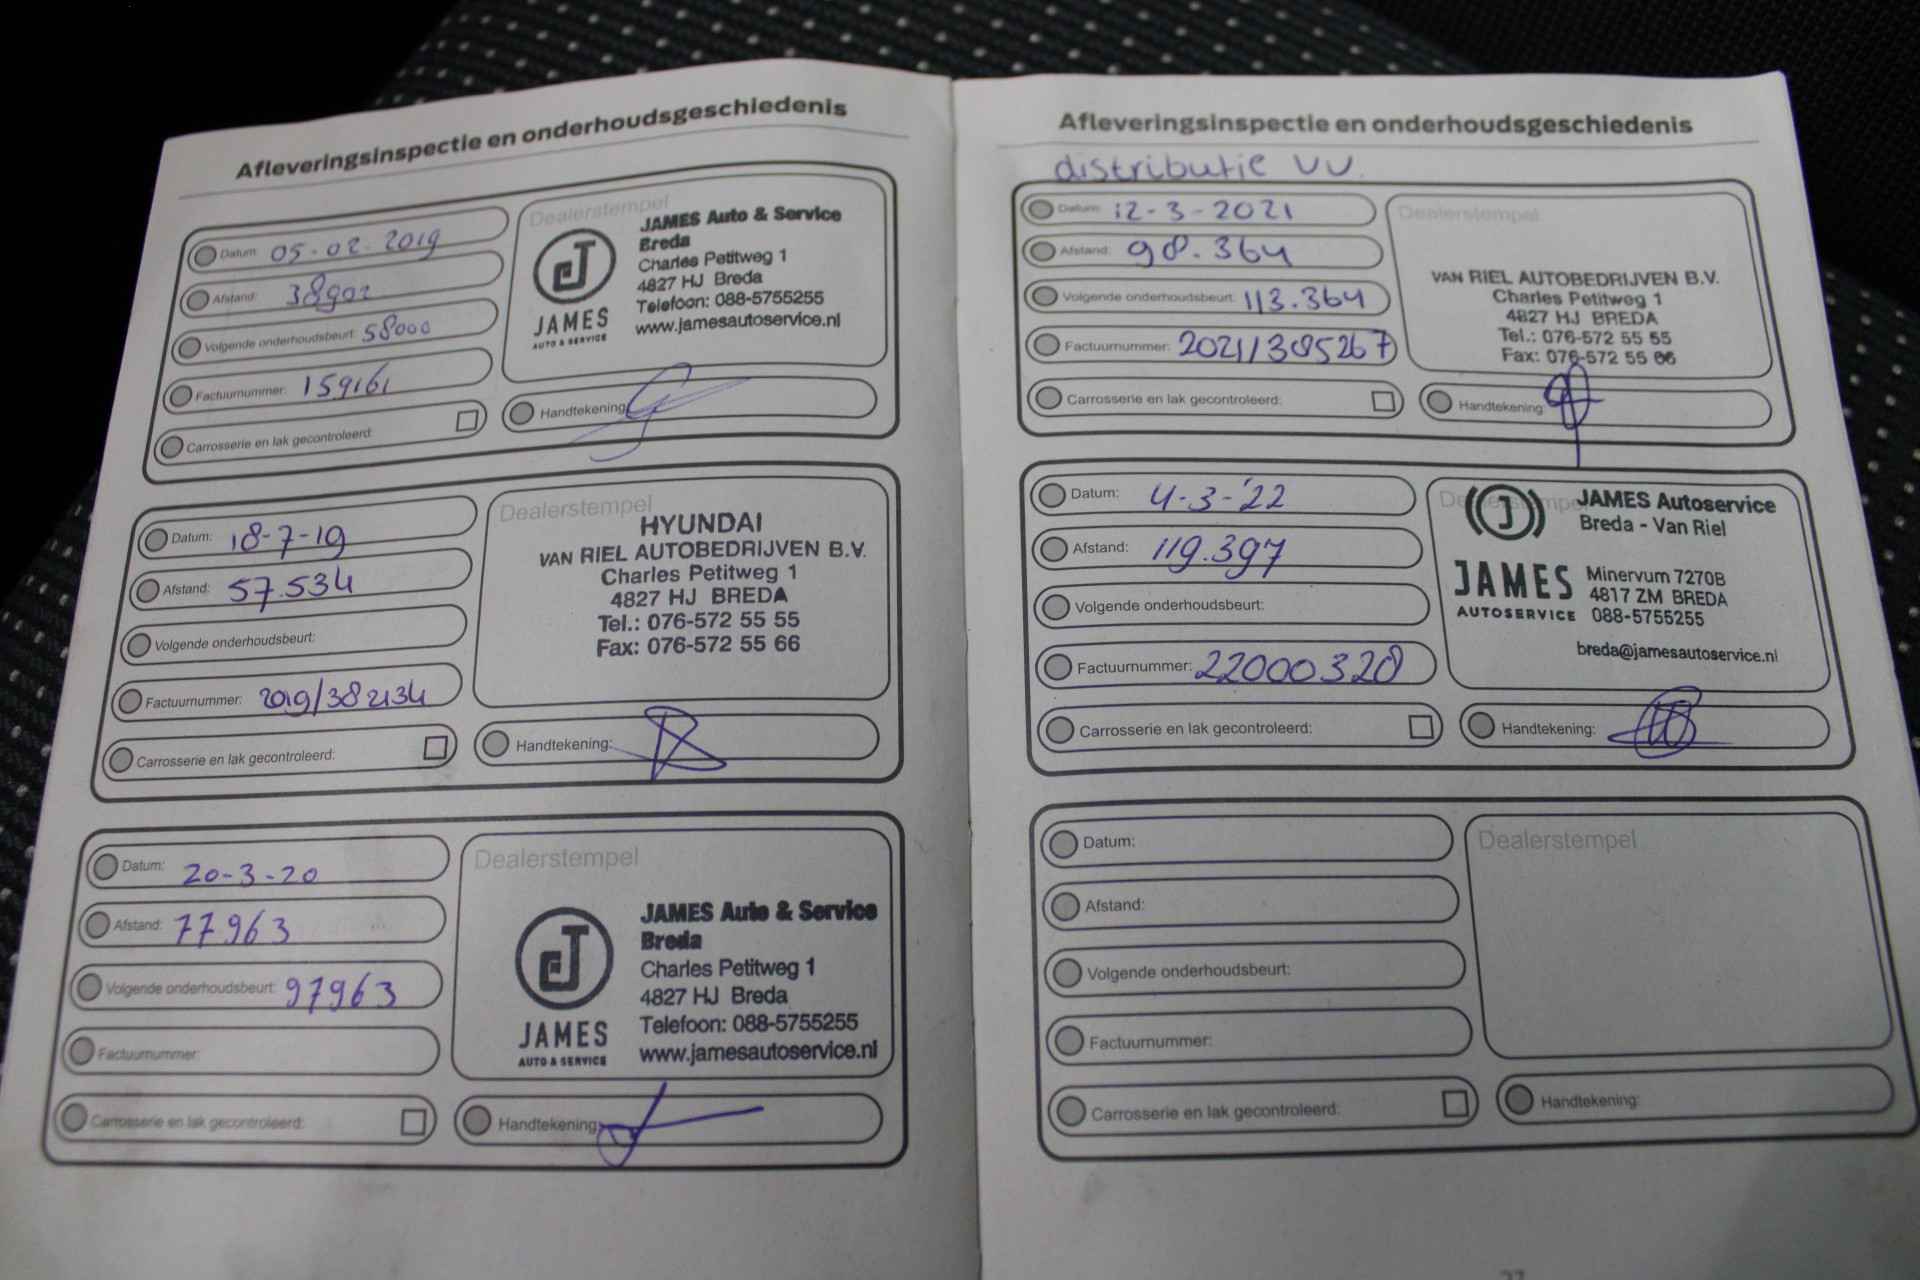 Afleveringsinspectie en onderhoudsgeschiedenis
Datum: 05-02-2019
Afstand: 38902
Volgende onderhoudsbeurt: 58000
Factuurnummer: 159161
Carrosserie en lak gecontroleerd:
Dealerstempel
JAMES Auto & Service
Breda
Charles Petitweg 1
4827 HJ Breda
Telefoon: 088-5755255
www.jamesautoservice.nl
JAMES
AUTO & SERVICE
Handtekening:
Datum: 18-7-19
Afstand: 57.534
Volgende onderhoudsbeurt:
Factuurnummer: 2019/382134
Carrosserie en lak gecontroleerd:
Dealerstempel
HYUNDAI
VAN RIEL AUTOBEDRIJVEN B.V.
Charles Petitweg 1
4827 HJ BREDA
Tel.: 076-572 55 55
Fax: 076-572 55 66
Handtekening:
Datum: 20-3-20
Afstand: 77963
Volgende onderhoudsbeurt: 97963
Factuurnummer:
Carrosserie en lak gecontroleerd:
Dealerstempel
JAMES Auto & Service
Breda
Charles Petitweg 1
4827 HJ Breda
Telefoon: 088-5755255
www.jamesautoservice.nl
JAMES
AUTO & SERVICE
Handtekening:
Afleveringsinspectie en onderhoudsgeschiedenis
distributie VV.
Datum: 12-3-2021
Afstand: 98.364
Volgende onderhoudsbeurt: 113.364
Factuurnummer: 2021/385267
Carrosserie en lak gecontroleerd:
Dealerstempel
VAN RIEL AUTOBEDRIJVEN B.V.
Charles Petitweg 1
4827 HJ BREDA
Tel.: 076-572 55 55
Fax: 076-572 55 66
Handtekening:
Datum: 4-3-'22
Afstand: 119.397
Volgende onderhoudsbeurt:
Factuurnummer: 22000320
Carrosserie en lak gecontroleerd:
Dealerstempel
JAMES Autoservice
Breda - Van Riel
JAMES
AUTOSERVICE
Minervum 7270B
4817 ZM BREDA
088-5755255
breda@jamesautoservice.nl
Handtekening:
Datum:
Afstand:
Volgende onderhoudsbeurt:
Factuurnummer:
Carrosserie en lak gecontroleerd:
Dealerstempel
Handtekening: